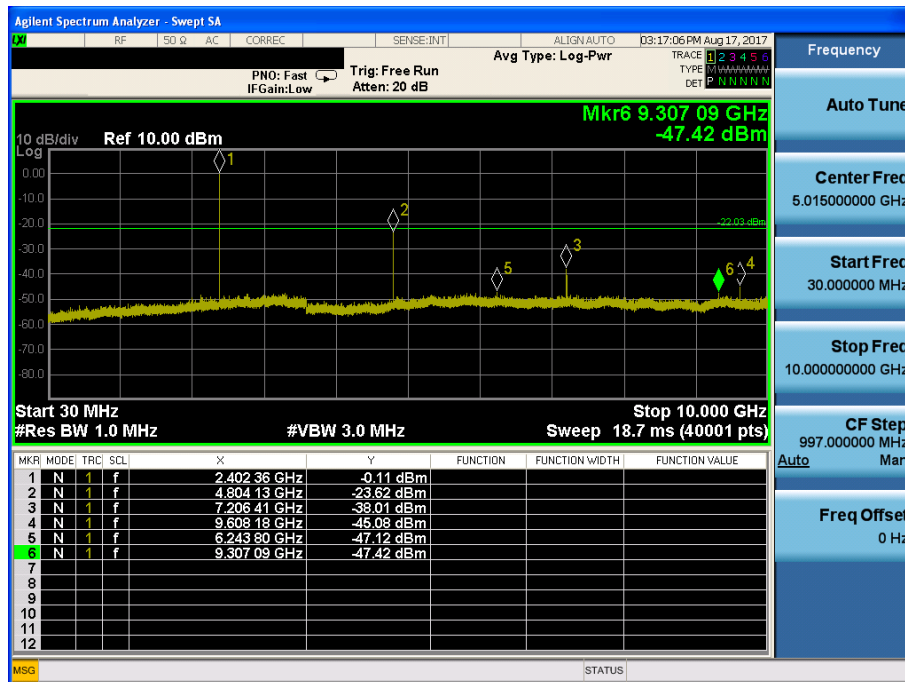 Agilent Spectrum Analyzer - Swept SA
LXI RF 50 Ω AC CORREC SENSE:INT ALIGN AUTO 03:17:06 PM Aug 17, 2017
Frequency
Avg Type: Log-Pwr
TRACE 1 2 3 4 5 6
PNO: Fast Trig: Free Run
TYPE M
IFGain:Low Atten: 20 dB
DET P N N N N N
Auto Tune
Mkr6 9.307 09 GHz
-47.42 dBm
10 dB/div Ref 10.00 dBm
Log
0.00
-10.0
-20.0
-30.0
-40.0
-50.0
-60.0
-70.0
-80.0
1
2
-22.03 dBm
3
5
6
4
Center Freq
5.015000000 GHz
Start Freq
30.000000 MHz
Stop Freq
10.000000000 GHz
Start 30 MHz Stop 10.000 GHz
#Res BW 1.0 MHz #VBW 3.0 MHz Sweep 18.7 ms (40001 pts)
CF Step
997.000000 MHz
Auto Man
MKR MODE TRC SCL X Y FUNCTION FUNCTION WIDTH FUNCTION VALUE
1 N 1 f 2.402 36 GHz -0.11 dBm
2 N 1 f 4.804 13 GHz -23.62 dBm
3 N 1 f 7.206 41 GHz -38.01 dBm
4 N 1 f 9.608 18 GHz -45.08 dBm
5 N 1 f 6.243 80 GHz -47.12 dBm
6 N 1 f 9.307 09 GHz -47.42 dBm
7
8
9
10
11
12
Freq Offset
0 Hz
MSG STATUS